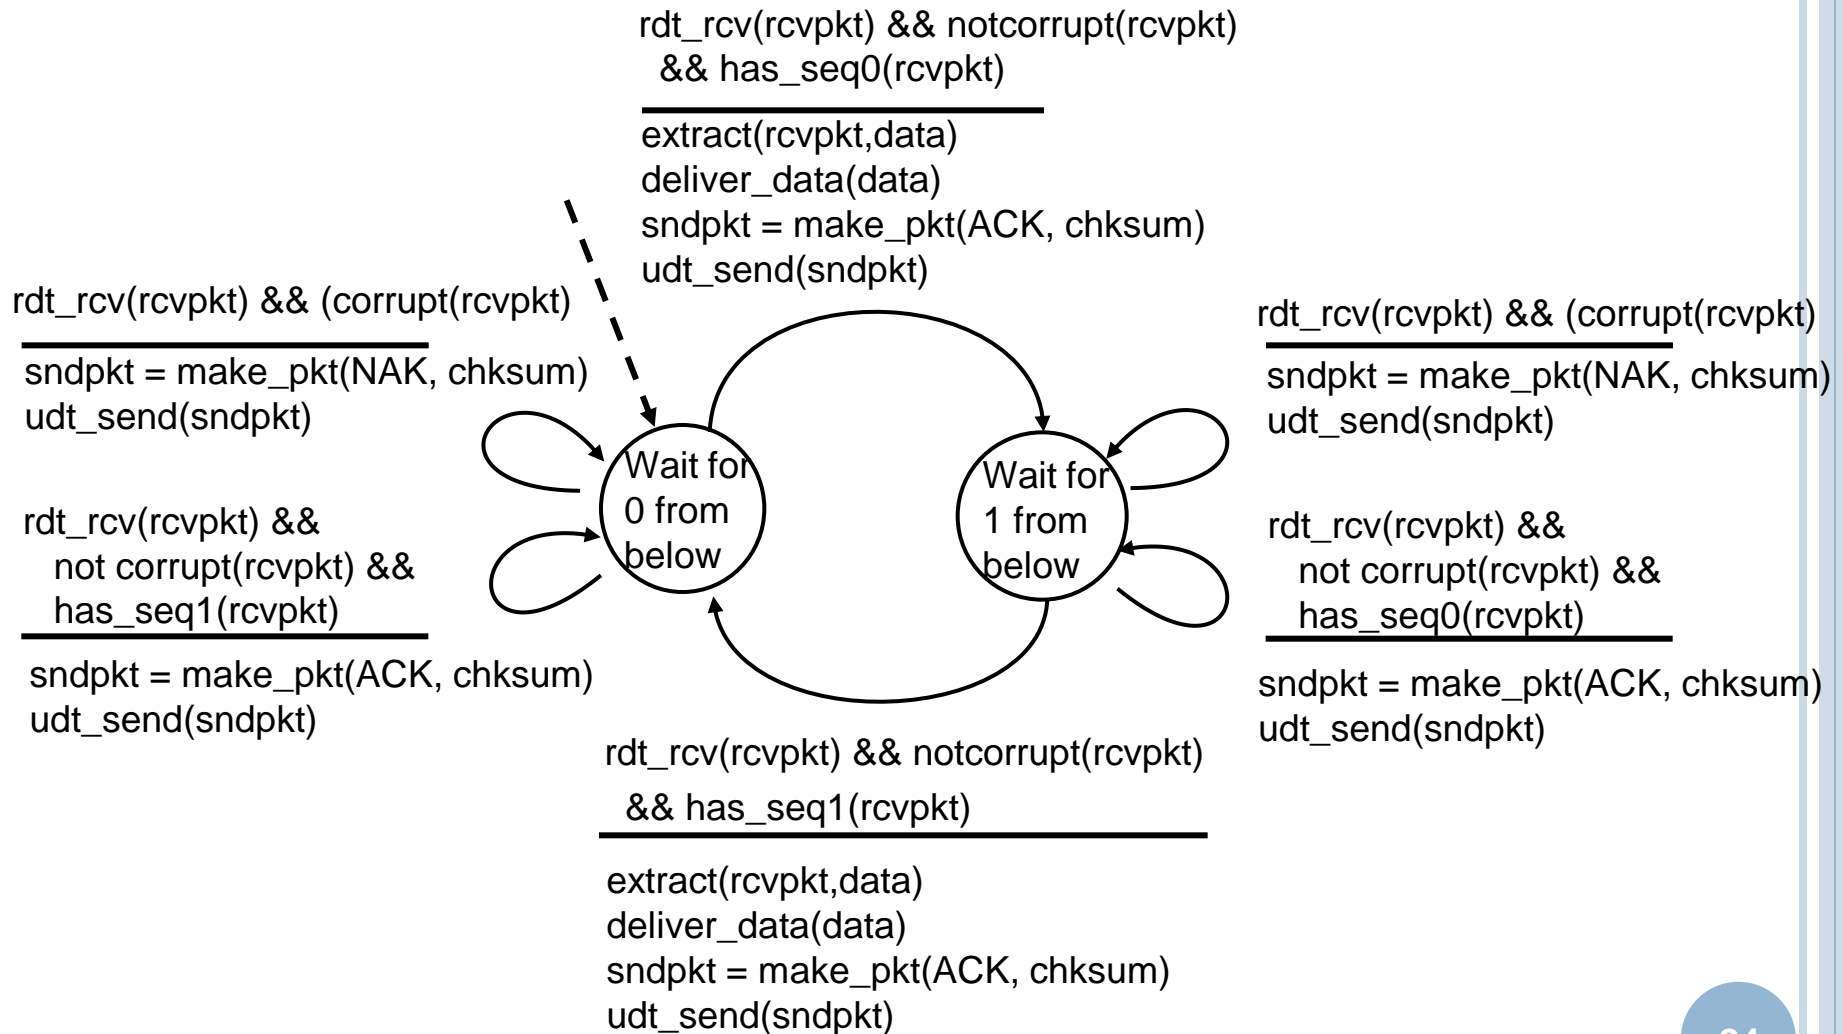 rdt_rcv(rcvpkt) && notcorrupt(rcvpkt)
&& has_seq0(rcvpkt)
extract(rcvpkt,data)
deliver_data(data)
sndpkt = make_pkt(ACK, chksum)
udt_send(sndpkt)
rdt_rcv(rcvpkt) && (corrupt(rcvpkt)
sndpkt = make_pkt(NAK, chksum)
udt_send(sndpkt)
rdt_rcv(rcvpkt) &&
not corrupt(rcvpkt) &&
has_seq1(rcvpkt)
sndpkt = make_pkt(ACK, chksum)
udt_send(sndpkt)
Wait for
0 from
below
Wait for
1 from
below
rdt_rcv(rcvpkt) && (corrupt(rcvpkt)
sndpkt = make_pkt(NAK, chksum)
udt_send(sndpkt)
rdt_rcv(rcvpkt) &&
not corrupt(rcvpkt) &&
has_seq0(rcvpkt)
sndpkt = make_pkt(ACK, chksum)
udt_send(sndpkt)
rdt_rcv(rcvpkt) && notcorrupt(rcvpkt)
&& has_seq1(rcvpkt)
extract(rcvpkt,data)
deliver_data(data)
sndpkt = make_pkt(ACK, chksum)
udt_send(sndpkt)